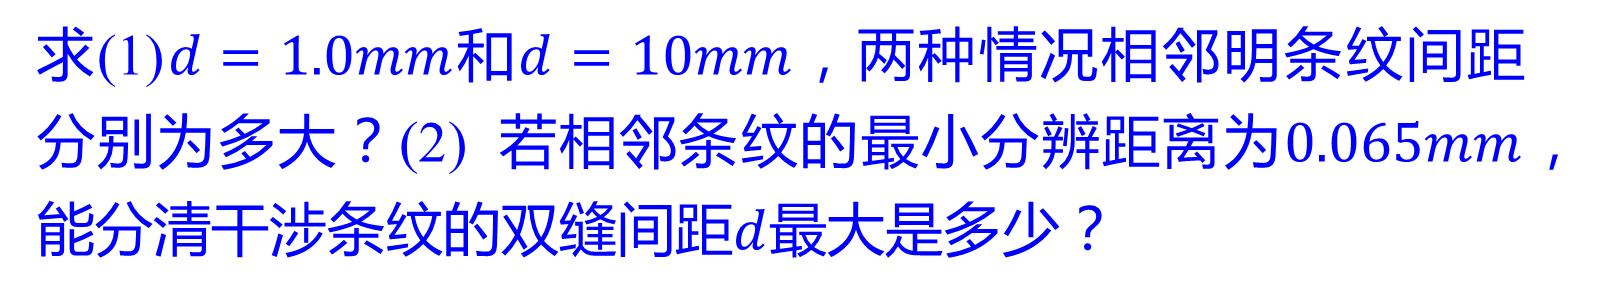 求(1)d = 1.0mm和d = 10mm，两种情况相邻明条纹间距
分别为多大？(2) 若相邻条纹的最小分辨距离为0.065mm，
能分清干涉条纹的双缝间距d最大是多少？